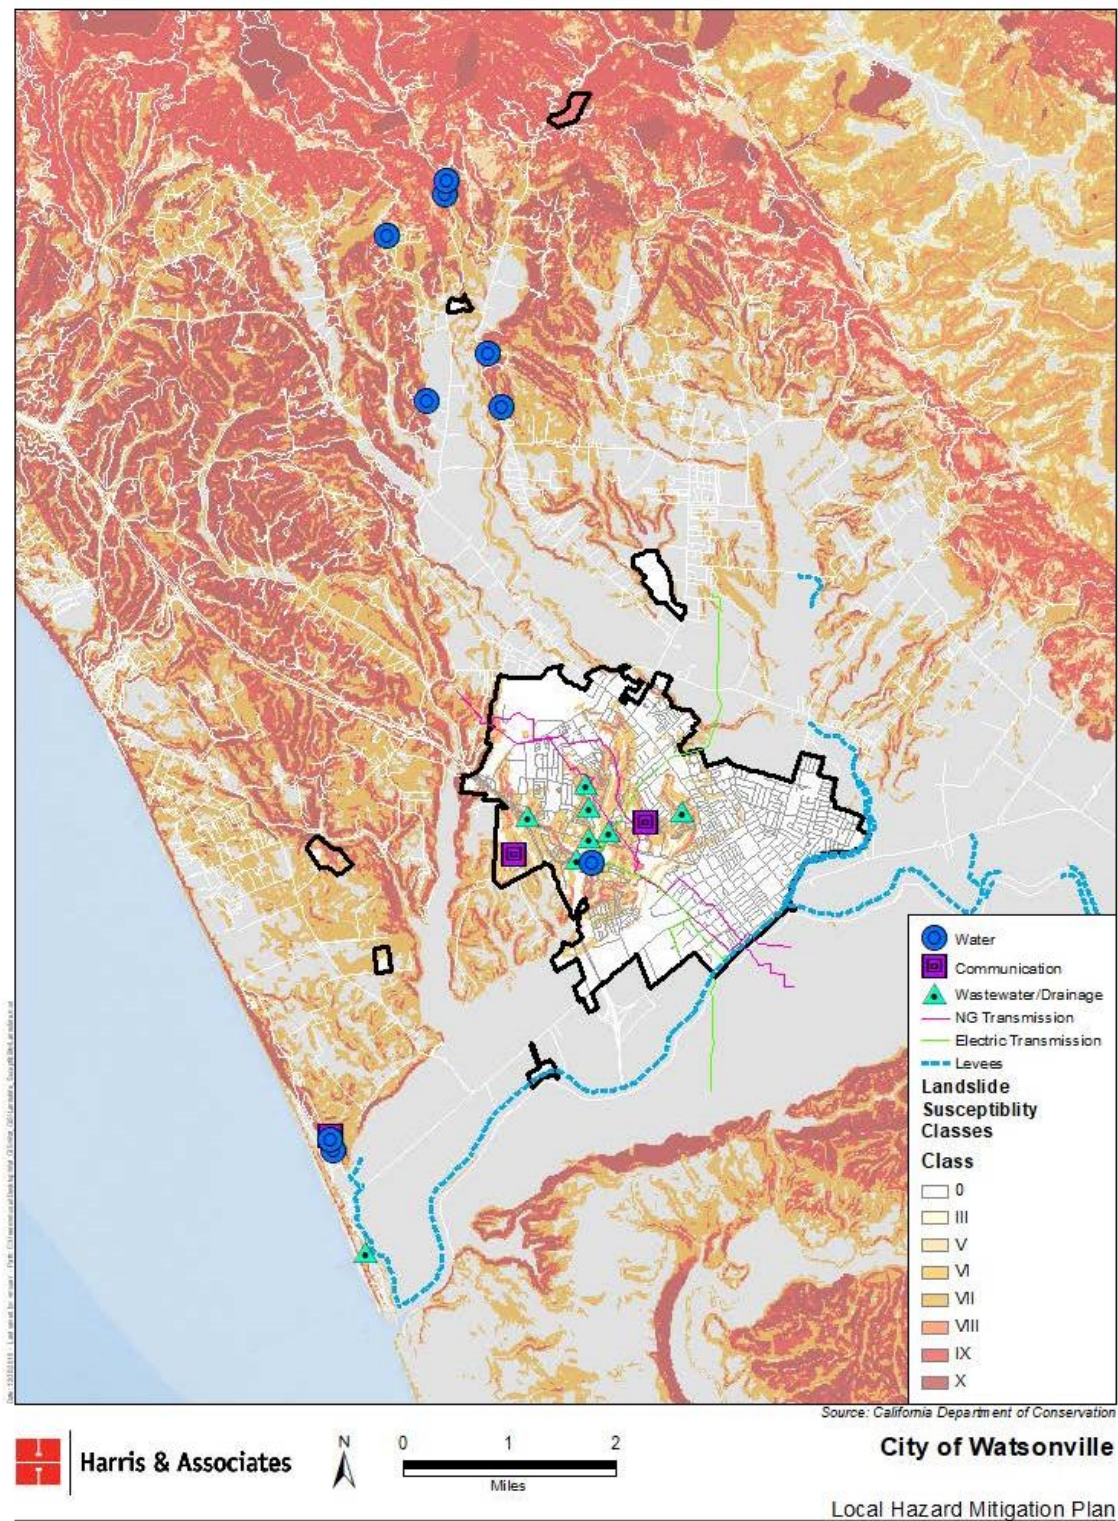 Water
Communication
Wastewater/Drainage
NG Transmission
Electric Transmission
Levees
Landslide
Susceptiblity
Classes
Class
0
III
V
VI
VII
VIII
IX
X
Source: California Department of Conservation
Harris & Associates
N
0 1 2
Miles
City of Watsonville
Local Hazard Mitigation Plan